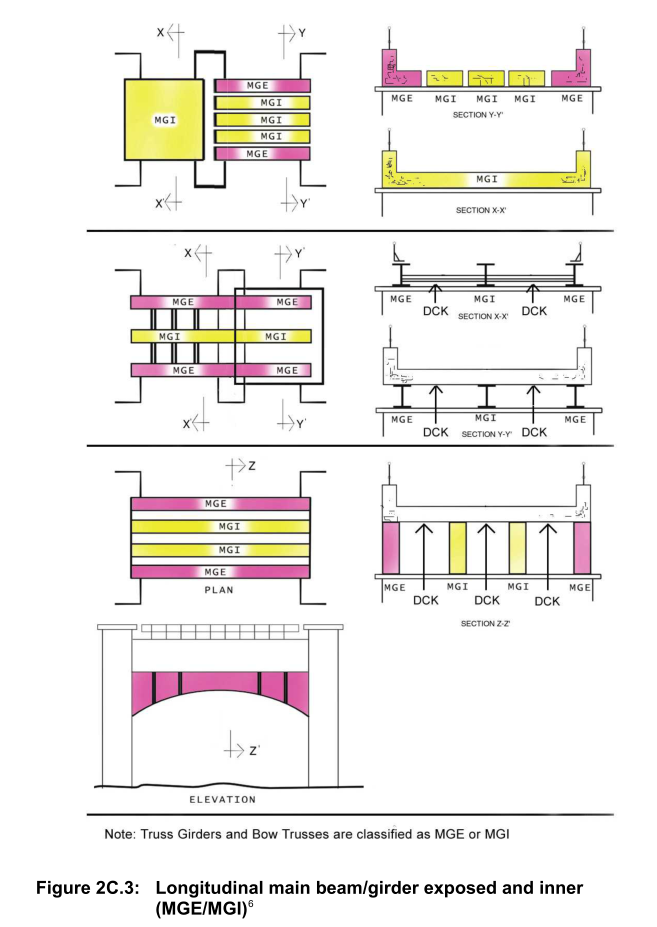 X Y
MGE
MGI
MGI
MGI
MGI
MGE
X' Y'
MGE MGI MGI MGI MGE
SECTION Y-Y'
MGI
SECTION X-X'
X Y'
MGE MGE
MGI MGI
MGE MGE
X' Y'
MGE MGI MGE
DCK DCK
SECTION X-X'
MGE MGI MGE
DCK SECTION Y-Y' DCK
Z
MGE
MGI
MGI
MGE
PLAN
MGE MGI MGI MGE
DCK DCK DCK
SECTION Z-Z'
Z'
ELEVATION
Note: Truss Girders and Bow Trusses are classified as MGE or MGI
Figure 2C.3: Longitudinal main beam/girder exposed and inner
(MGE/MGI)⁶